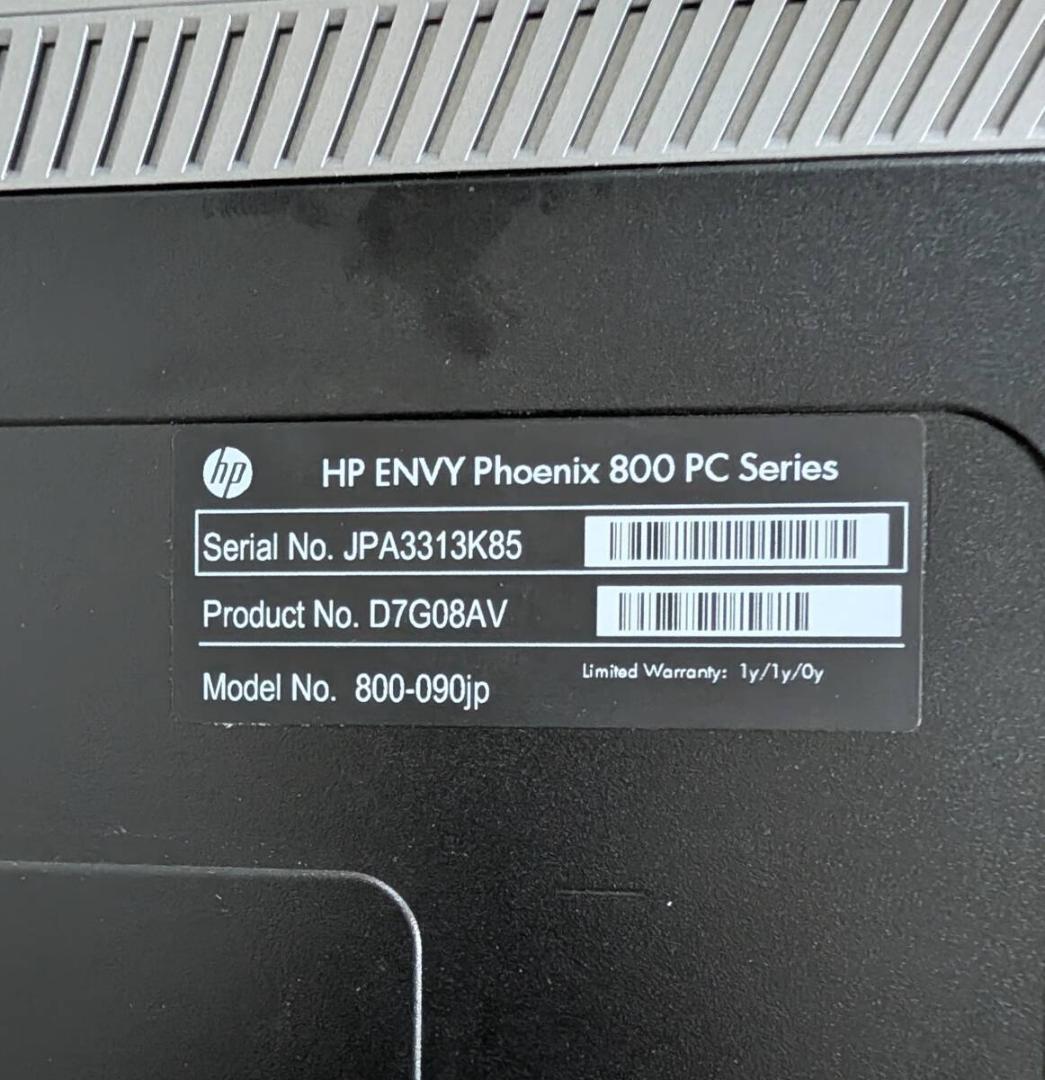 hp
HP ENVY Phoenix 800 PC Series
Serial No. JPA3313K85
Product No. D7G08AV
Limited Warranty: 1y/1y/0y
Model No. 800-090jp